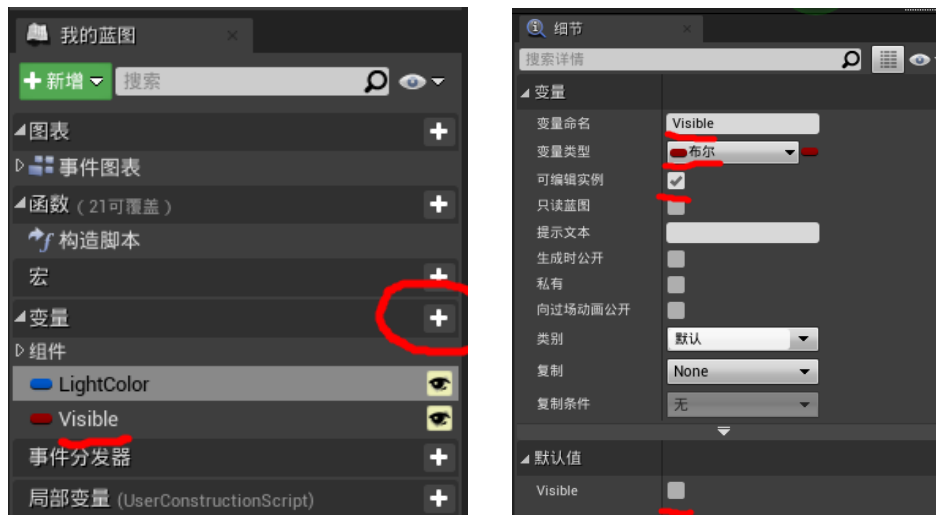 我的蓝图
新增
搜索
图表
事件图表
函数 (21可覆盖)
构造脚本
宏
变量
组件
LightColor
Visible
事件分发器
局部变量 (UserConstructionScript)
细节
搜索详情
变量
变量命名 Visible
变量类型 布尔
可编辑实例
只读蓝图
提示文本
生成时公开
私有
向过场动画公开
类别 默认
复制 None
复制条件 无
默认值
Visible